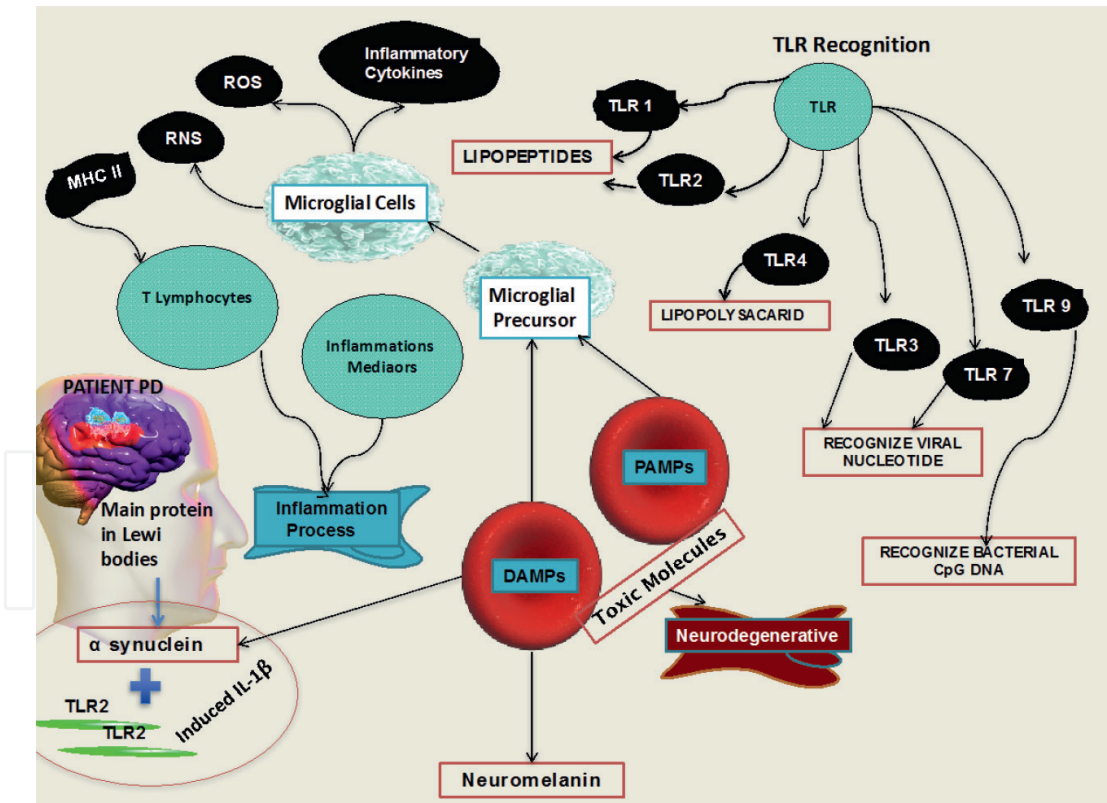 Inflammatory
Cytokines
ROS
RNS
MHC II
Microglial Cells
T Lymphocytes
Microglial
Precursor
Inflammations
Mediaors
PATIENT PD
Main protein
in Lewi
bodies
Inflammation
Process
α synuclein
TLR2
TLR2
Induced IL-1β
PAMPs
DAMPs
Toxic Molecules
Neurodegenerative
Neuromelanin
TLR Recognition
TLR
TLR 1
LIPOPEPTIDES
TLR2
TLR4
LIPOPOLYSACARID
TLR 9
TLR3
TLR 7
RECOGNIZE VIRAL
NUCLEOTIDE
RECOGNIZE BACTERIAL
CpG DNA